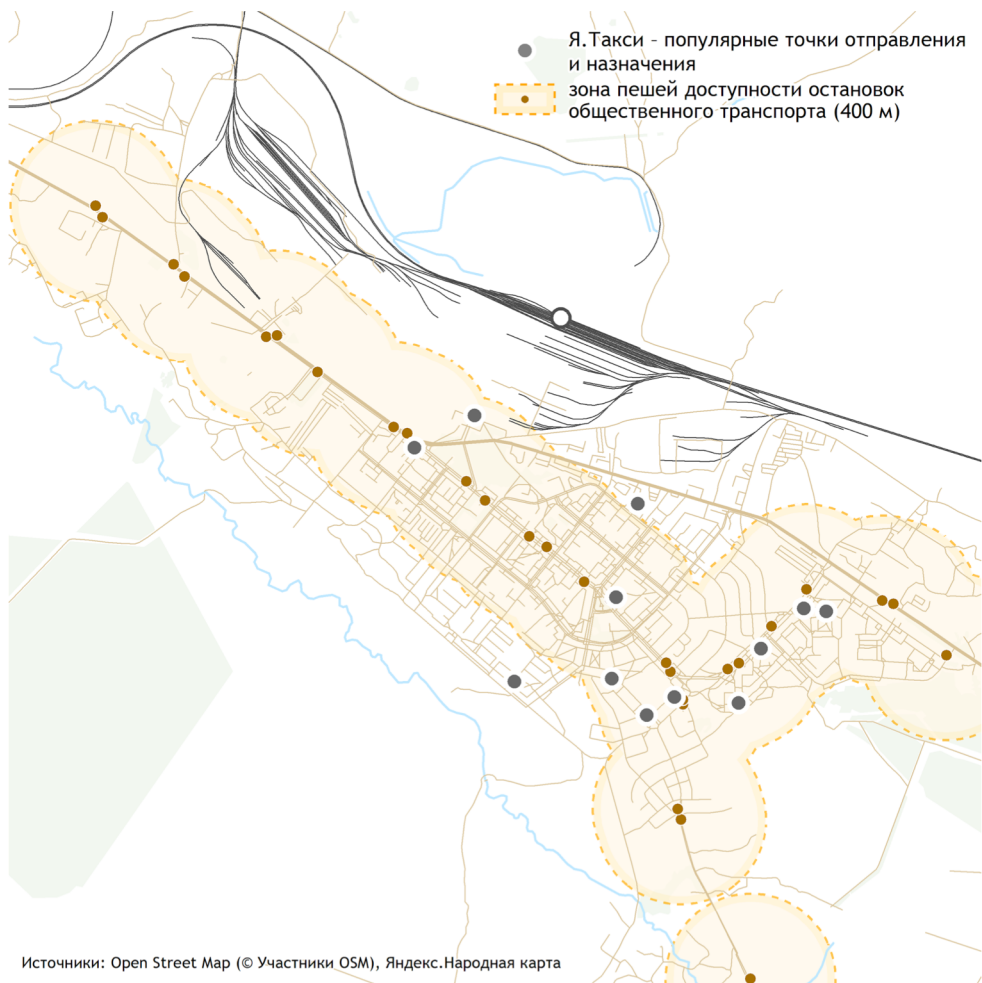 Я.Такси - популярные точки отправления
и назначения
зона пешей доступности остановок
общественного транспорта (400 м)
Источники: Open Street Map (© Участники OSM), Яндекс.Народная карта